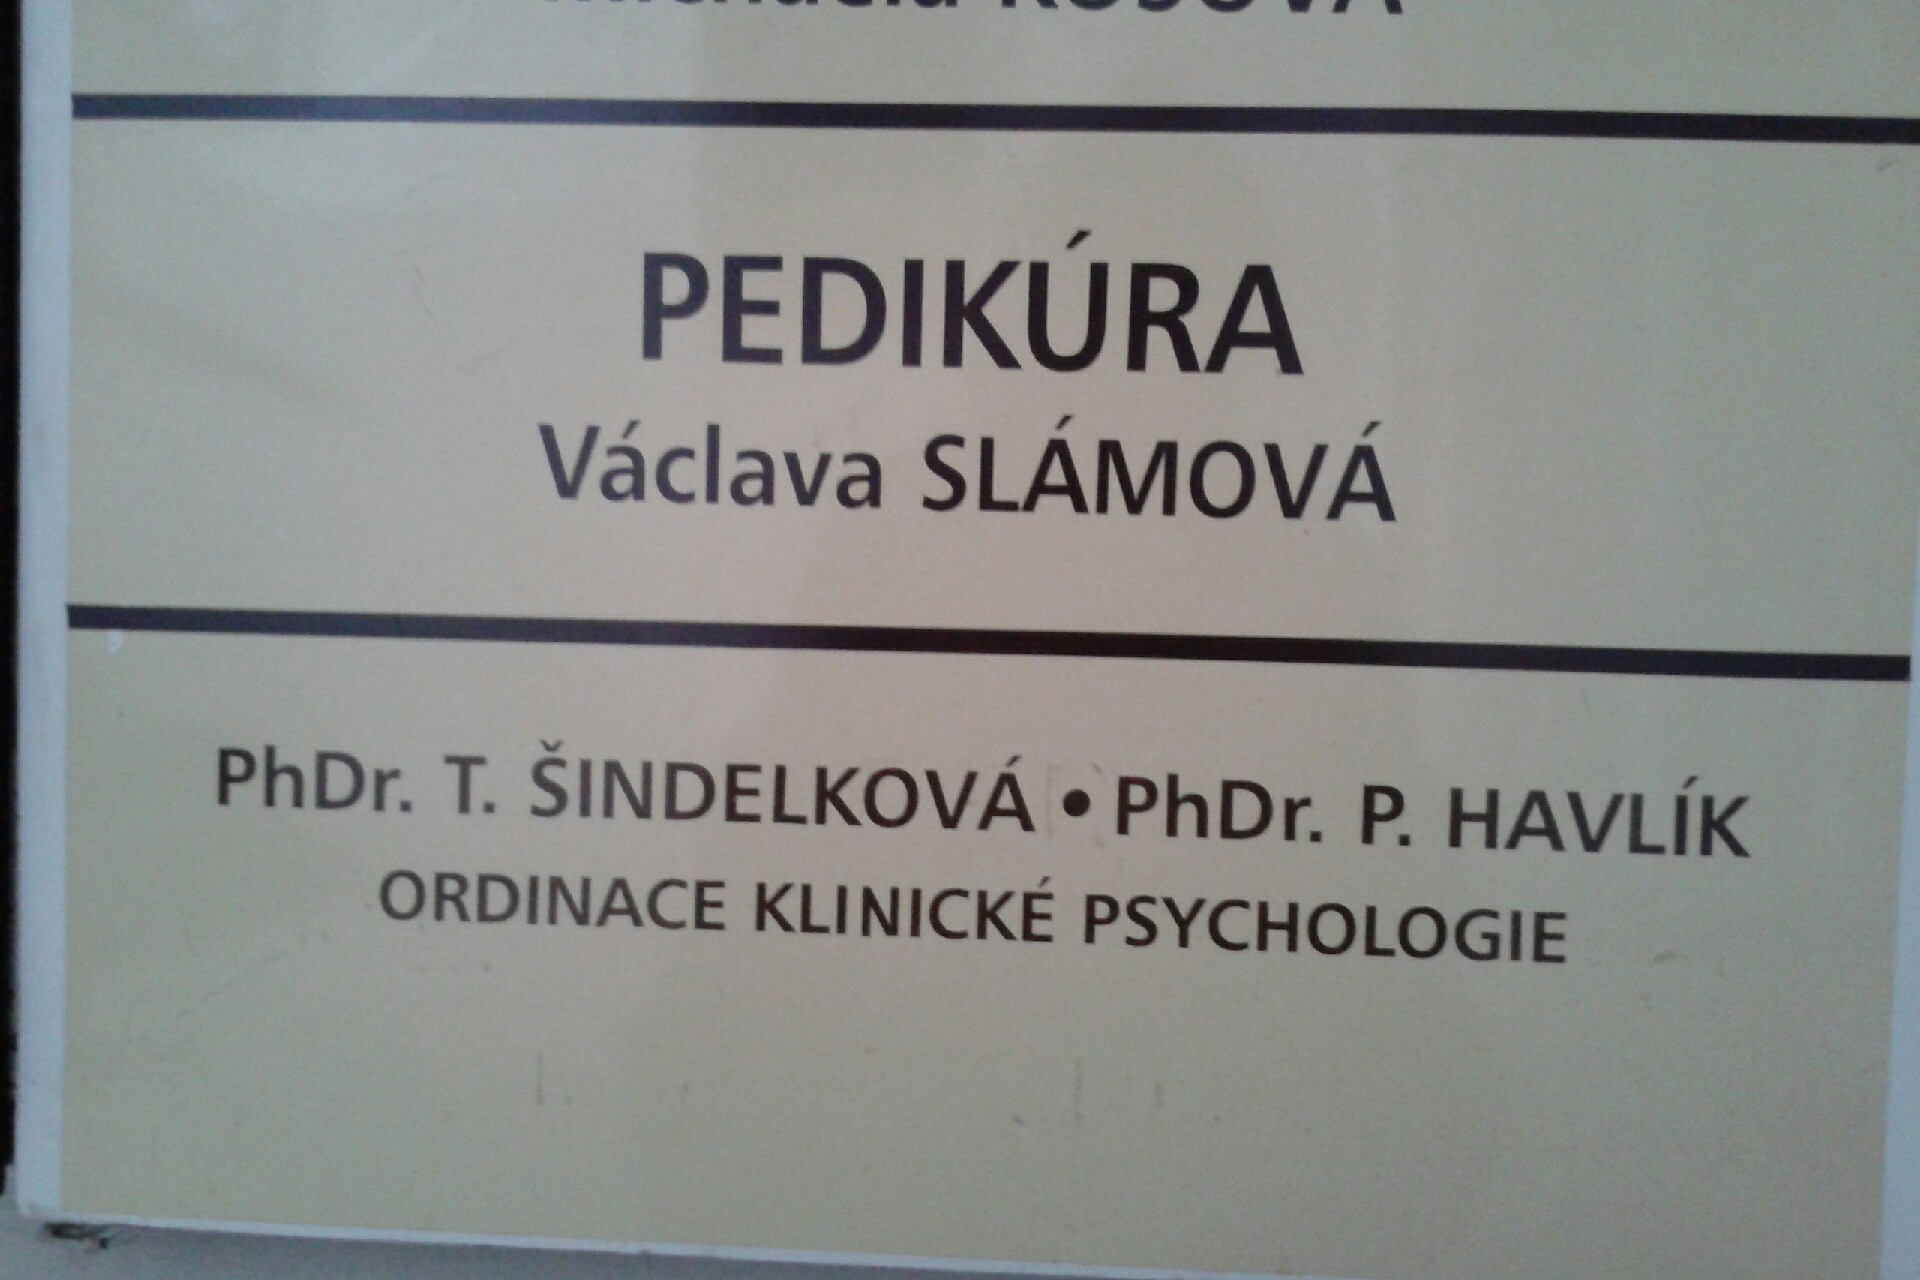 PEDIKÚRA
Václava SLÁMOVÁ
PhDr. T. ŠINDELKOVÁ • PhDr. P. HAVLÍK
ORDINACE KLINICKÉ PSYCHOLOGIE